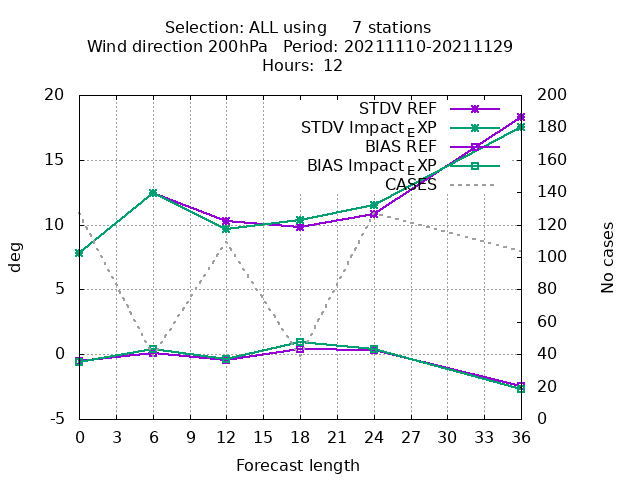 Selection: ALL using     7 stations
Wind direction 200hPa   Period: 20211110-20211129
Hours:  12
20
15
10
5
0
-5
200
180
160
140
120
100
80
60
40
20
0
STDV REF
STDV Impact_EXP
BIAS REF
BIAS Impact_EXP
CASES
deg
No cases
0 3 6 9 12 15 18 21 24 27 30 33 36
Forecast length